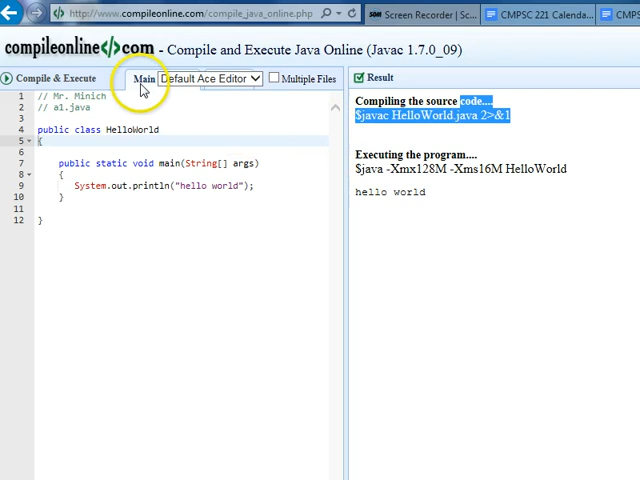 http://www.compileonline.com/compile_java_online.php
SOM Screen Recorder | Sc...
CMPSC 221 Calenda...
CMPS
compileonline</>com - Compile and Execute Java Online (Javac 1.7.0_09)
Compile & Execute
Main
Default Ace Editor
Multiple Files
Result
1 // Mr. Minich
2 // a1.java
3
4 public class HelloWorld
5 {
6
7 public static void main(String[] args)
8 {
9 System.out.println("hello world");
10 }
11
12 }
Compiling the source code....
$javac HelloWorld.java 2>&1
Executing the program....
$java -Xmx128M -Xms16M HelloWorld
hello world